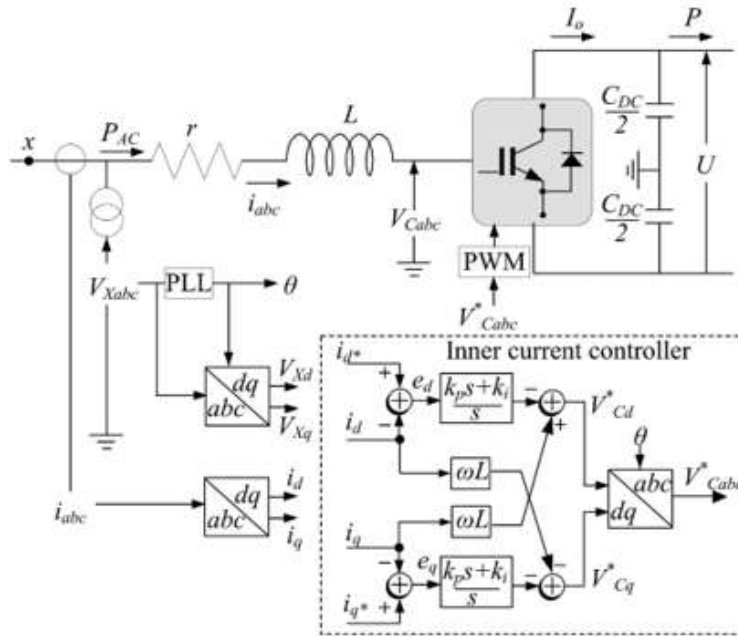 I_o P
x P_AC r L
C_DC/2
i_abc
V_Cabc
U
C_DC/2
V_Xabc PLL θ
PWM
V*_Cabc
dq
abc
V_Xd
V_Xq
i_abc
dq
abc
i_d
i_q
Inner current controller
i_d*
+
e_d
k_p s+k_i
s
−
V*_Cd
i_d
−
+
ωL
θ
abc
dq
V*_Cabc
ωL
i_q
−
e_q
k_p s+k_i
s
−
−
V*_Cq
i_q*
+